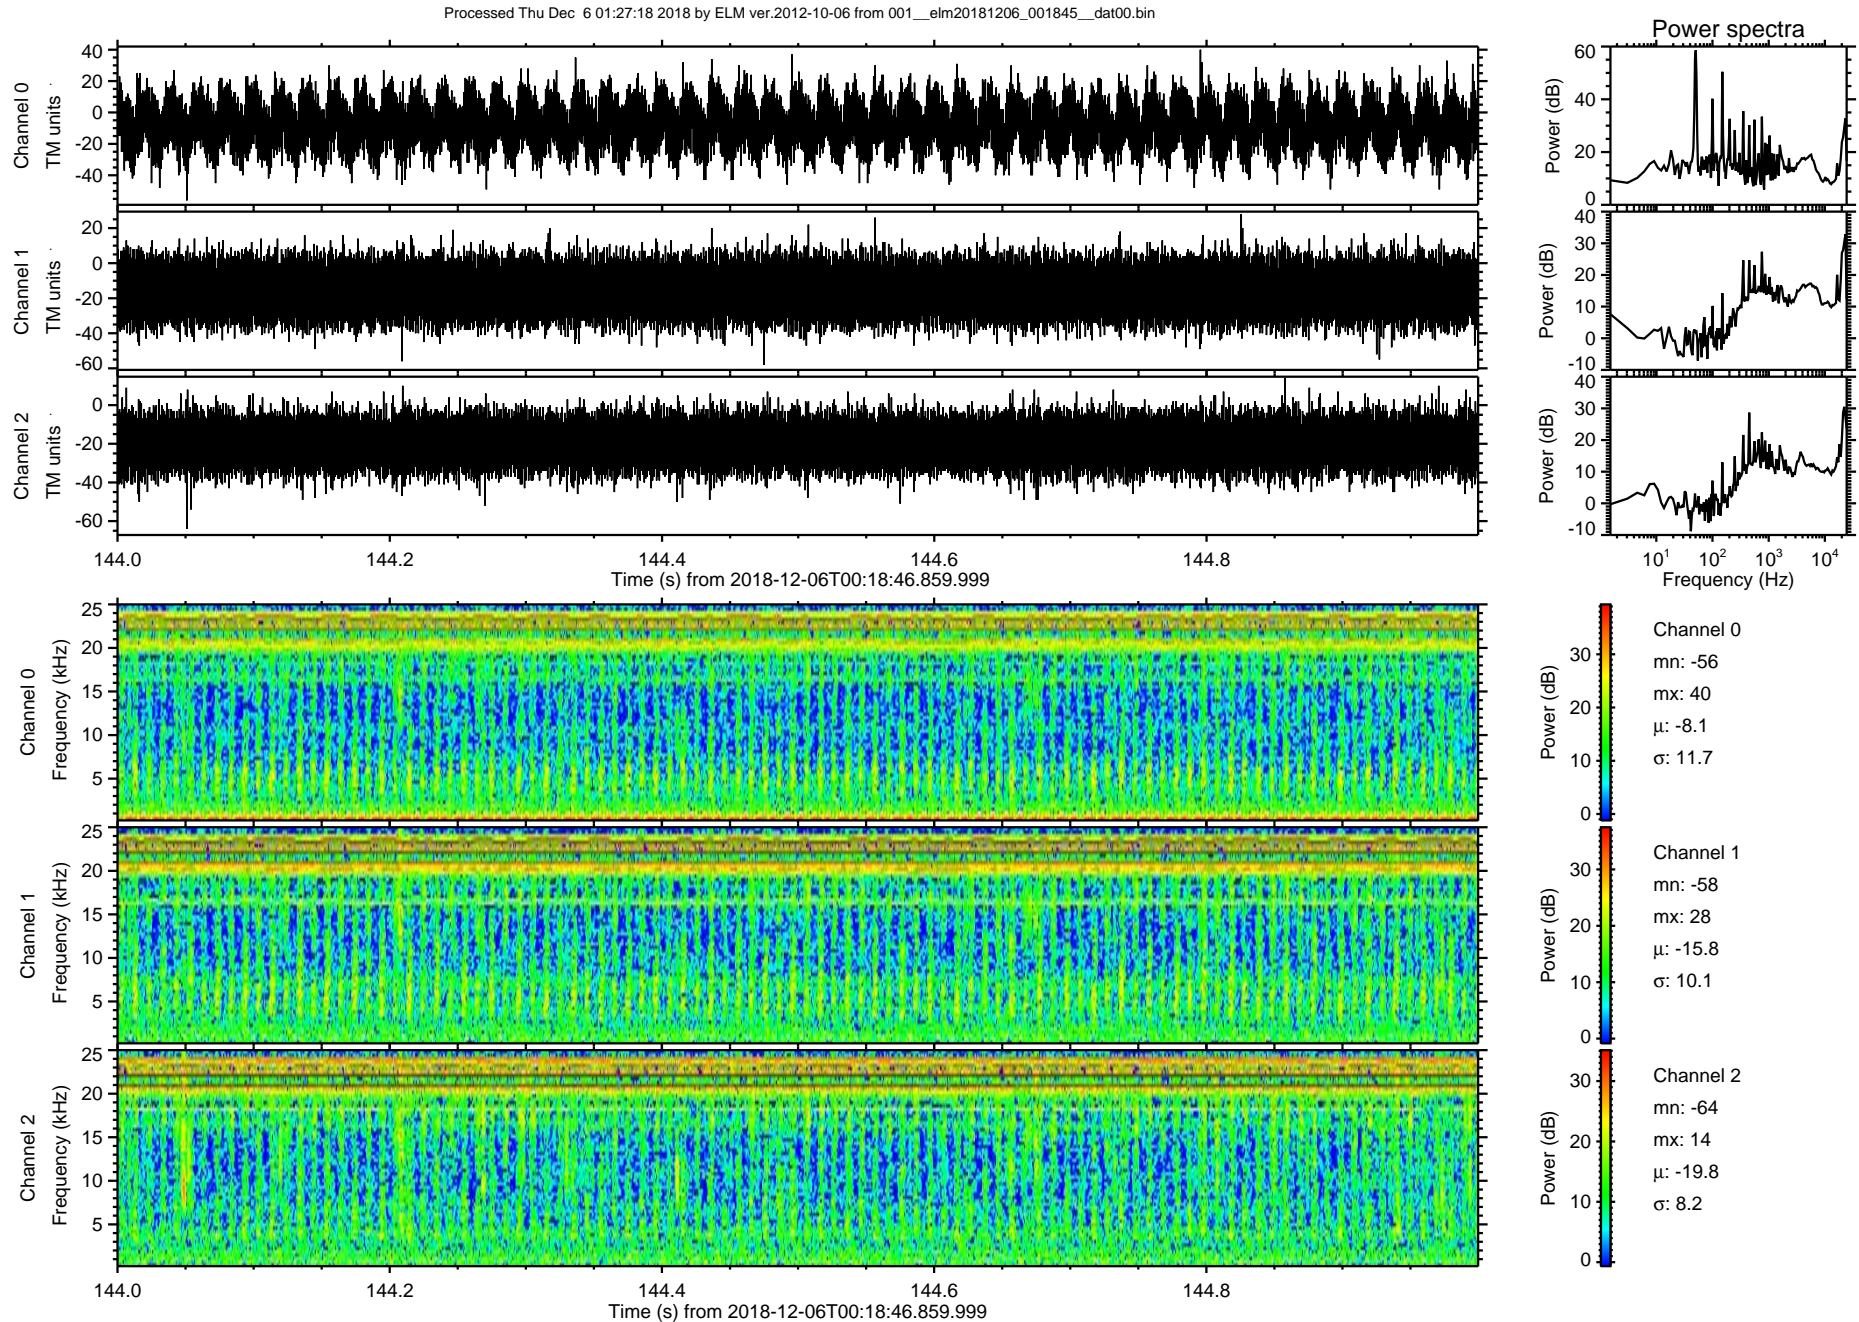 Processed Thu Dec  6 01:27:18 2018 by ELM ver.2012-10-06 from 001__elm20181206_001845__dat00.bin
Power spectra
Channel 0
TM units
40
20
0
-20
-40
Power (dB)
60
40
20
0
Channel 1
TM units
20
0
-20
-40
-60
Power (dB)
40
30
20
10
0
-10
Channel 2
TM units
0
-20
-40
-60
Power (dB)
40
30
20
10
0
-10
144.0 144.2 144.4 144.6 144.8
Time (s) from 2018-12-06T00:18:46.859.999
10¹ 10² 10³ 10⁴
Frequency (Hz)
Channel 0
Frequency (kHz)
25
20
15
10
5
Power (dB)
30
20
10
0
Channel 0
mn: -56
mx: 40
µ: -8.1
σ: 11.7
Channel 1
Frequency (kHz)
25
20
15
10
5
Power (dB)
30
20
10
0
Channel 1
mn: -58
mx: 28
µ: -15.8
σ: 10.1
Channel 2
Frequency (kHz)
25
20
15
10
5
Power (dB)
30
20
10
0
Channel 2
mn: -64
mx: 14
µ: -19.8
σ: 8.2
144.0 144.2 144.4 144.6 144.8
Time (s) from 2018-12-06T00:18:46.859.999